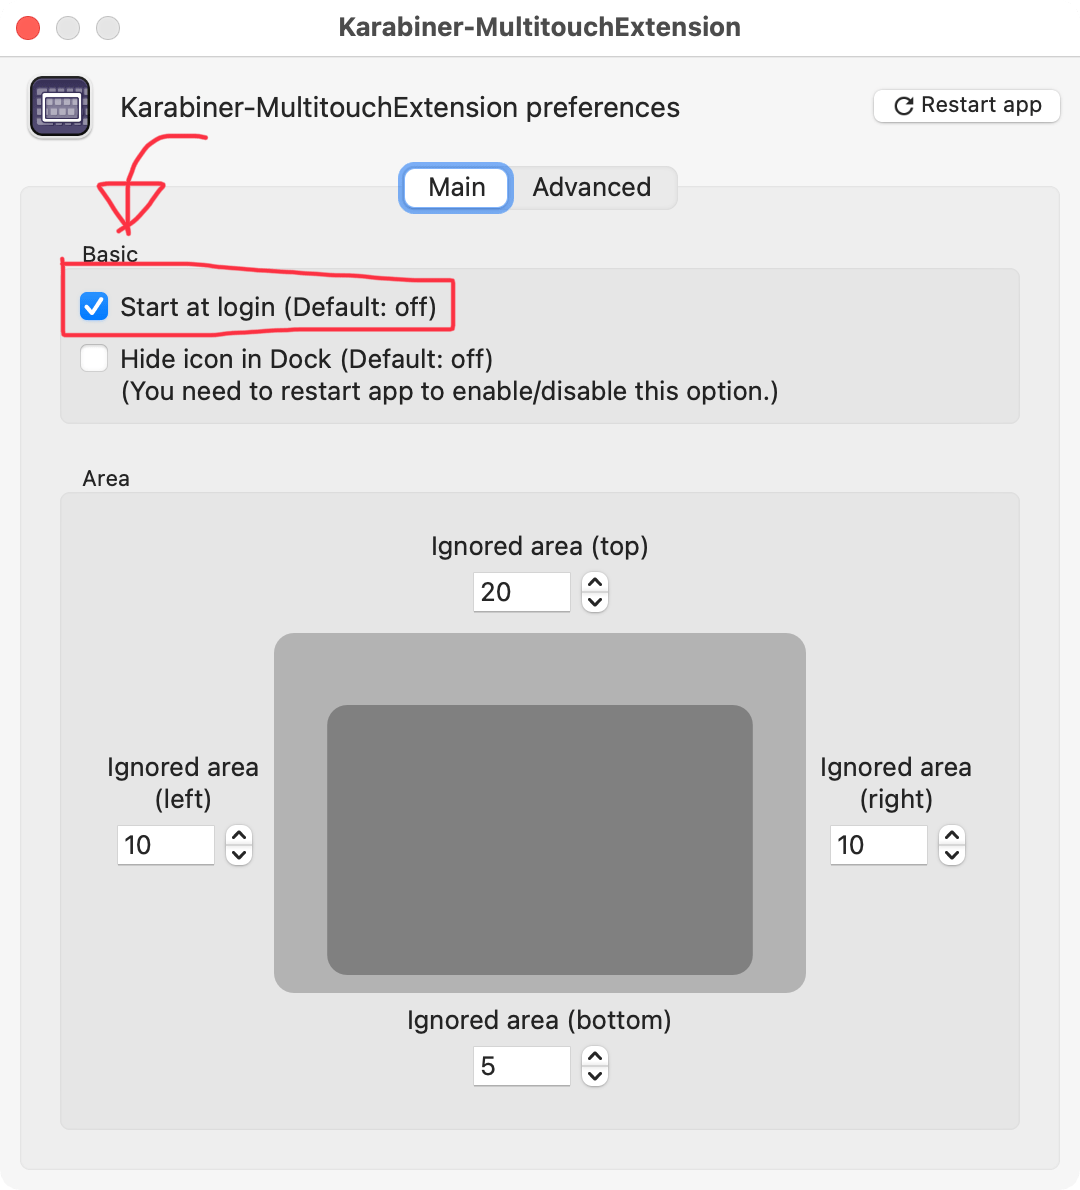 Karabiner-MultitouchExtension
Karabiner-MultitouchExtension preferences
Restart app
Main
Advanced
Basic
Start at login (Default: off)
Hide icon in Dock (Default: off)
(You need to restart app to enable/disable this option.)
Area
Ignored area (top)
20
Ignored area
(left)
10
Ignored area
(right)
10
Ignored area (bottom)
5